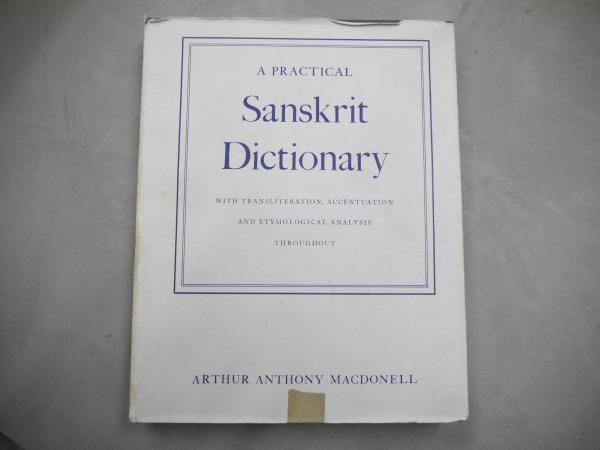 A PRACTICAL
Sanskrit
Dictionary
WITH TRANSLITERATION, ACCENTUATION
AND ETYMOLOGICAL ANALYSIS
THROUGHOUT
ARTHUR ANTHONY MACDONELL